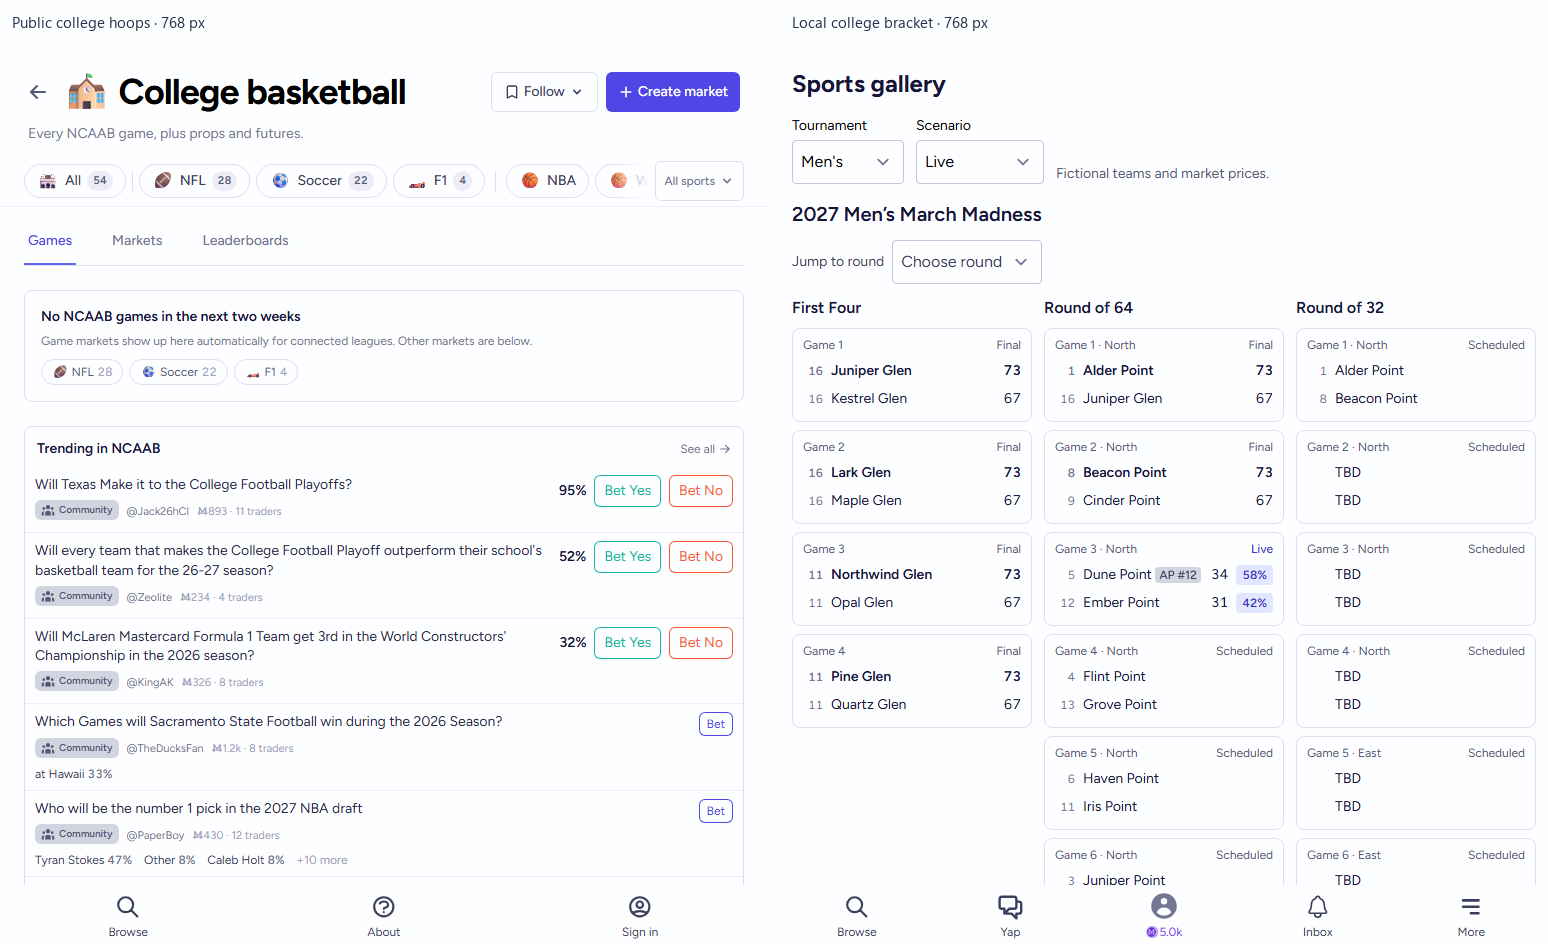 Public college hoops · 768 px
College basketball
Follow
Create market
Every NCAAB game, plus props and futures.
All 54
NFL 28
Soccer 22
F1 4
NBA
W
All sports
Games
Markets
Leaderboards
No NCAAB games in the next two weeks
Game markets show up here automatically for connected leagues. Other markets are below.
NFL 28
Soccer 22
F1 4
Trending in NCAAB
See all →
Will Texas Make it to the College Football Playoffs?
95% Bet Yes Bet No
Community @Jack26hCl M893 · 11 traders
Will every team that makes the College Football Playoff outperform their school's
basketball team for the 26-27 season?
52% Bet Yes Bet No
Community @Zeolite M234 · 4 traders
Will McLaren Mastercard Formula 1 Team get 3rd in the World Constructors'
Championship in the 2026 season?
32% Bet Yes Bet No
Community @KingAK M326 · 8 traders
Which Games will Sacramento State Football win during the 2026 Season?
Bet
Community @TheDucksFan M1.2k · 8 traders
at Hawaii 33%
Who will be the number 1 pick in the 2027 NBA draft
Bet
Community @PaperBoy M430 · 12 traders
Tyran Stokes 47% Other 8% Caleb Holt 8% +10 more
Browse
About
Sign in
Local college bracket · 768 px
Sports gallery
Tournament
Men's
Scenario
Live
Fictional teams and market prices.
2027 Men's March Madness
Jump to round
Choose round
First Four
Game 1 Final
16 Juniper Glen 73
16 Kestrel Glen 67
Game 2 Final
16 Lark Glen 73
16 Maple Glen 67
Game 3 Final
11 Northwind Glen 73
11 Opal Glen 67
Game 4 Final
11 Pine Glen 73
11 Quartz Glen 67
Round of 64
Game 1 · North Final
1 Alder Point 73
16 Juniper Glen 67
Game 2 · North Final
8 Beacon Point 73
9 Cinder Point 67
Game 3 · North Live
5 Dune Point AP #12 34 58%
12 Ember Point 31 42%
Game 4 · North Scheduled
4 Flint Point
13 Grove Point
Game 5 · North Scheduled
6 Haven Point
11 Iris Point
Game 6 · North Scheduled
3 Juniper Point
Round of 32
Game 1 · North Scheduled
1 Alder Point
8 Beacon Point
Game 2 · North Scheduled
TBD
TBD
Game 3 · North Scheduled
TBD
TBD
Game 4 · North Scheduled
TBD
TBD
Game 5 · East Scheduled
TBD
TBD
Game 6 · East Scheduled
TBD
Browse
Yap
M5.0k
Inbox
More